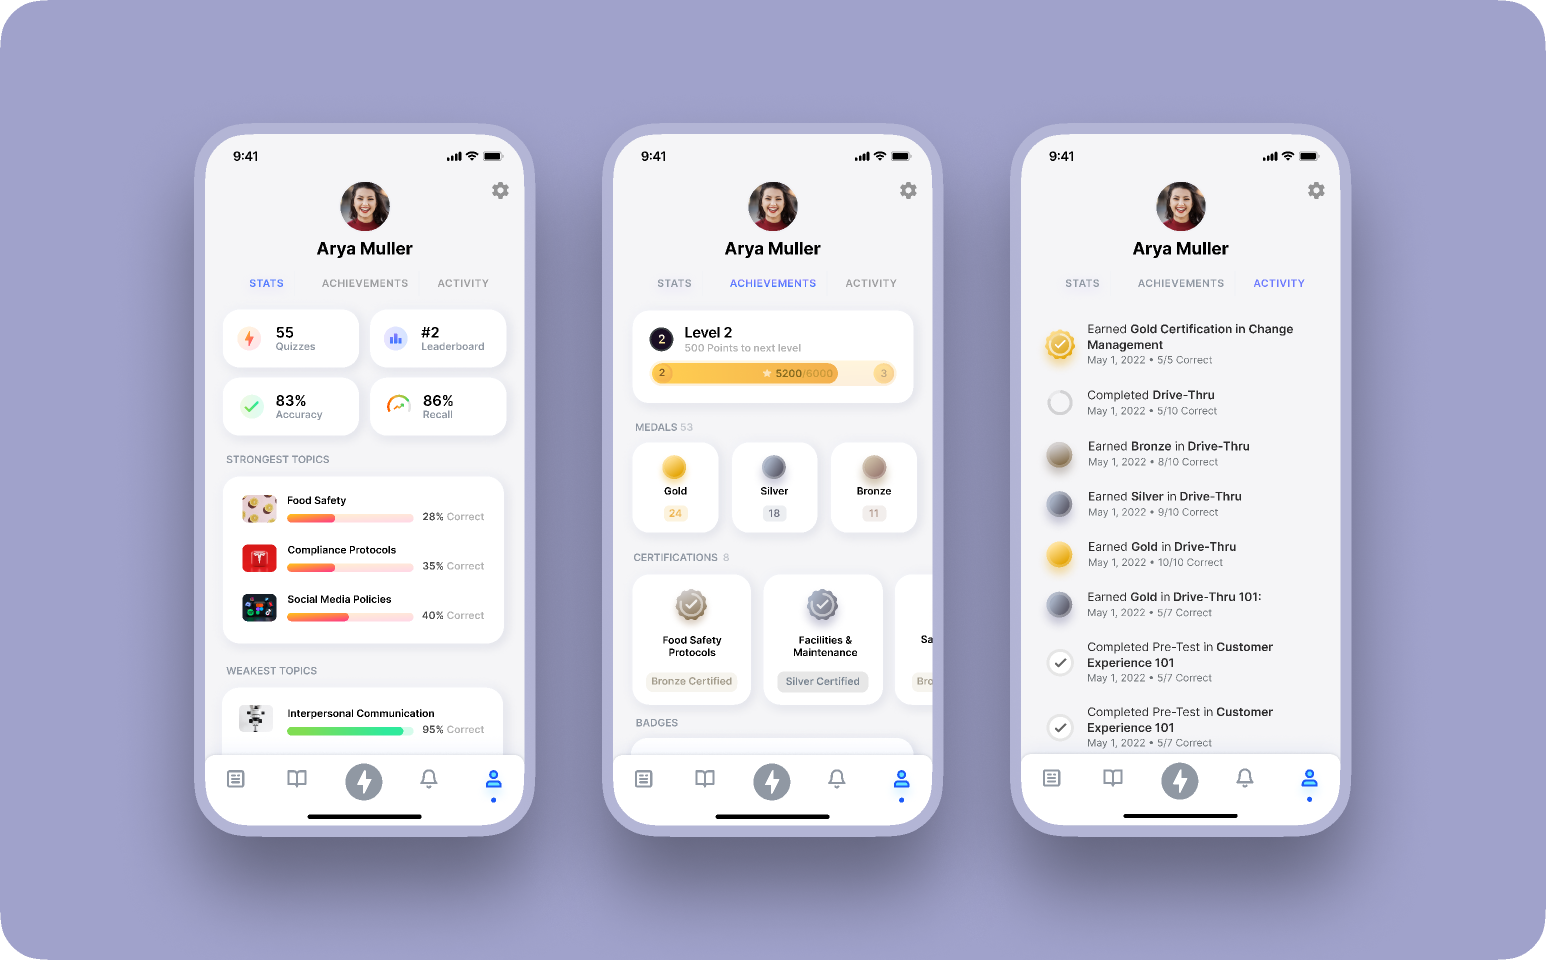 9:41
Arya Muller
STATS
ACHIEVEMENTS
ACTIVITY
55
Quizzes
#2
Leaderboard
83%
Accuracy
86%
Recall
STRONGEST TOPICS
Food Safety
28% Correct
Compliance Protocols
35% Correct
Social Media Policies
40% Correct
WEAKEST TOPICS
Interpersonal Communication
95% Correct
9:41
Arya Muller
STATS
ACHIEVEMENTS
ACTIVITY
2
Level 2
500 Points to next level
2
5200/6000
3
MEDALS 53
Gold
24
Silver
18
Bronze
11
CERTIFICATIONS 8
Food Safety
Protocols
Bronze Certified
Facilities &
Maintenance
Silver Certified
Sa
Bro
BADGES
9:41
Arya Muller
STATS
ACHIEVEMENTS
ACTIVITY
Earned Gold Certification in Change
Management
May 1, 2022 • 5/5 Correct
Completed Drive-Thru
May 1, 2022 • 5/10 Correct
Earned Bronze in Drive-Thru
May 1, 2022 • 8/10 Correct
Earned Silver in Drive-Thru
May 1, 2022 • 9/10 Correct
Earned Gold in Drive-Thru
May 1, 2022 • 10/10 Correct
Earned Gold in Drive-Thru 101:
May 1, 2022 • 5/7 Correct
Completed Pre-Test in Customer
Experience 101
May 1, 2022 • 5/7 Correct
Completed Pre-Test in Customer
Experience 101
May 1, 2022 • 5/7 Correct